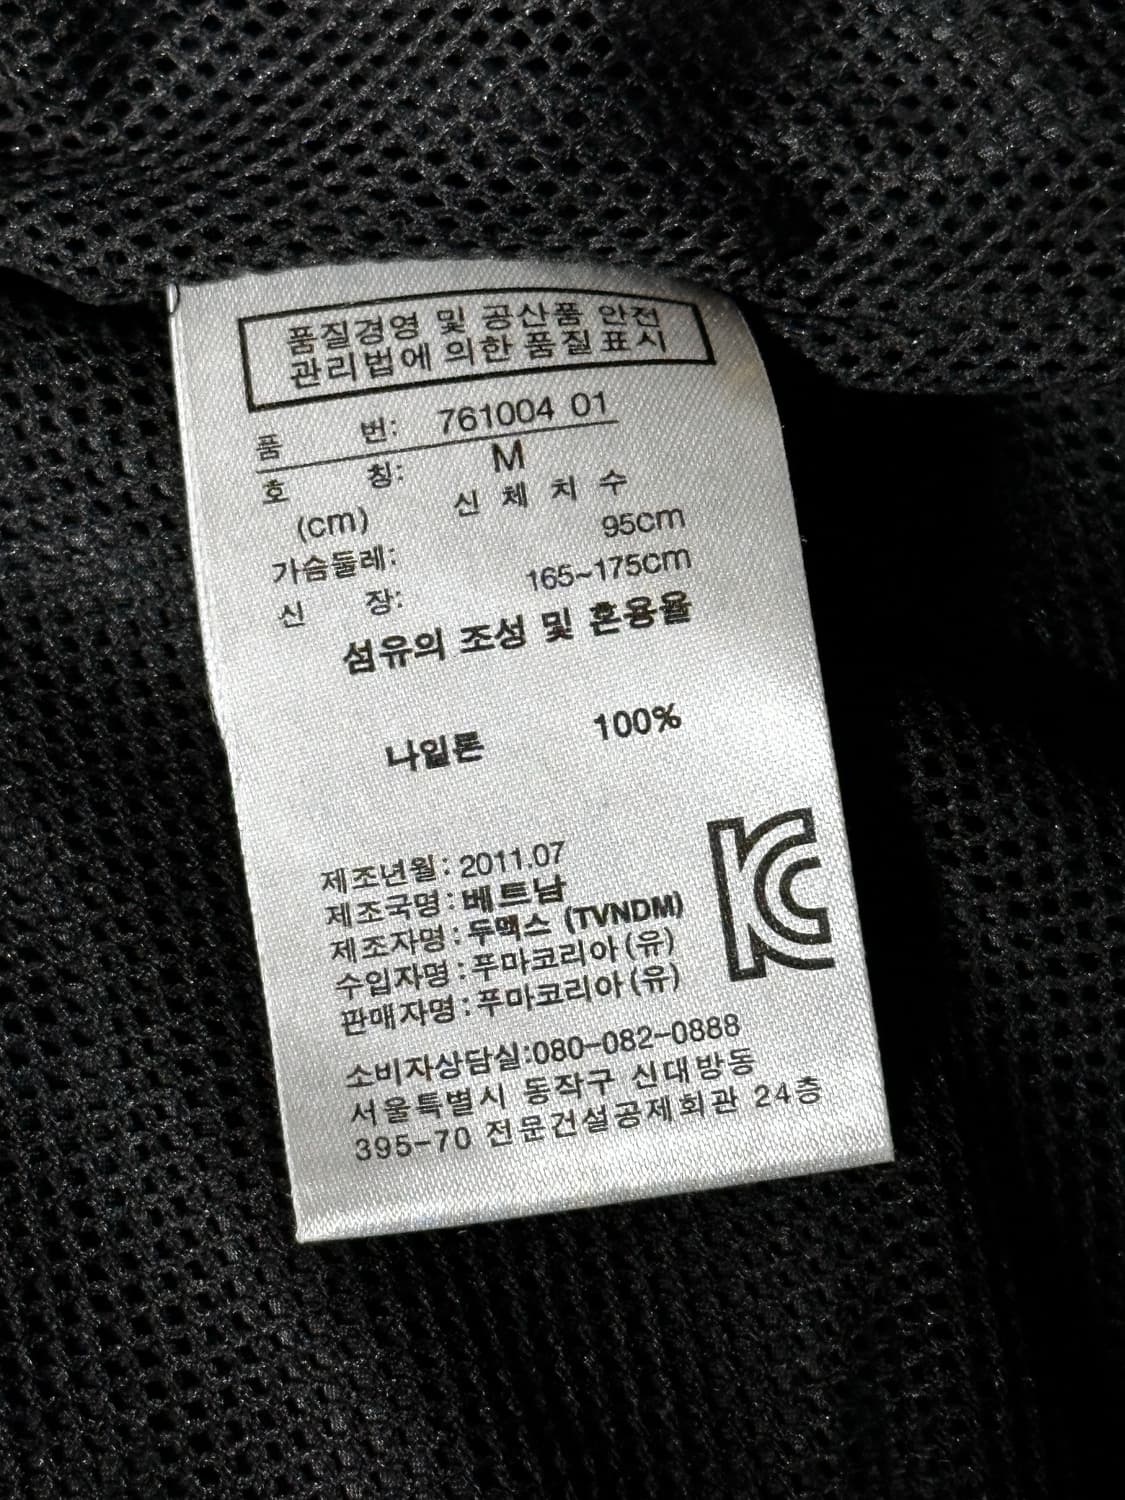 품질경영 및 공산품 안전
관리법에 의한 품질표시
품 번: 761004 01
호 칭: M
(cm) 신 체 치 수
가슴둘레: 95cm
신 장: 165~175cm
섬유의 조성 및 혼용율
나일론 100%
제조년월: 2011.07
제조국명: 베트남
제조자명: 두맥스 (TVNDM)
수입자명: 푸마코리아(유)
판매자명: 푸마코리아(유)
KC
소비자상담실:080-082-0888
서울특별시 동작구 신대방동
395-70 전문건설공제회관 24층